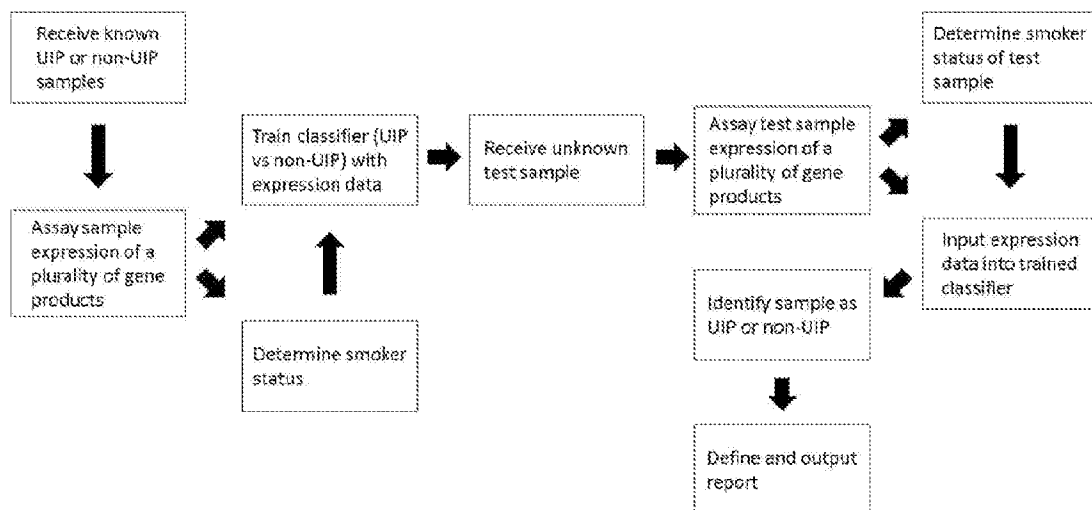 Receive known
UIP or non-UIP
samples
Assay sample
expression of a
plurality of gene
products
Train classifier (UIP
vs non-UIP) with
expression data
Determine smoker
status
Receive unknown
test sample
Assay test sample
expression of a
plurality of gene
products
Determine smoker
status of test
sample
Input expression
data into trained
classifier
Identify sample as
UIP or non-UIP
Define and output
report